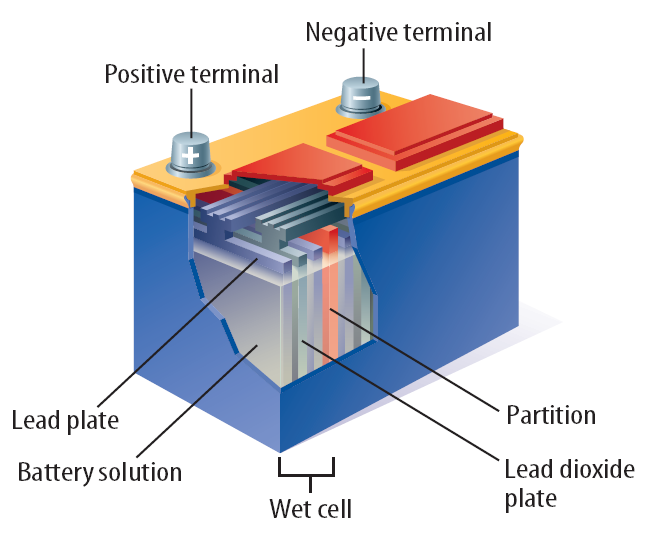 Negative terminal
Positive terminal
+
−
Lead plate
Partition
Battery solution
Lead dioxide
plate
Wet cell